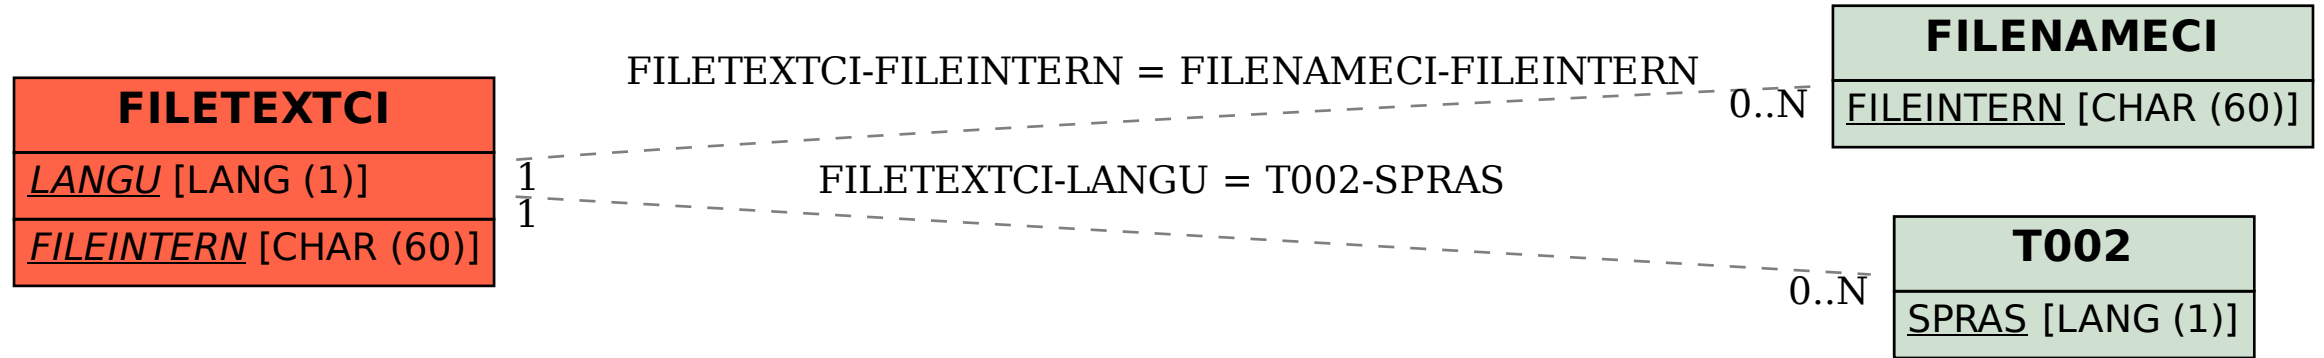 FILETEXTCI
LANGU [LANG (1)]
FILEINTERN [CHAR (60)]
FILETEXTCI-FILEINTERN = FILENAMECI-FILEINTERN
1
0..N
FILETEXTCI-LANGU = T002-SPRAS
1
0..N
FILENAMECI
FILEINTERN [CHAR (60)]
T002
SPRAS [LANG (1)]